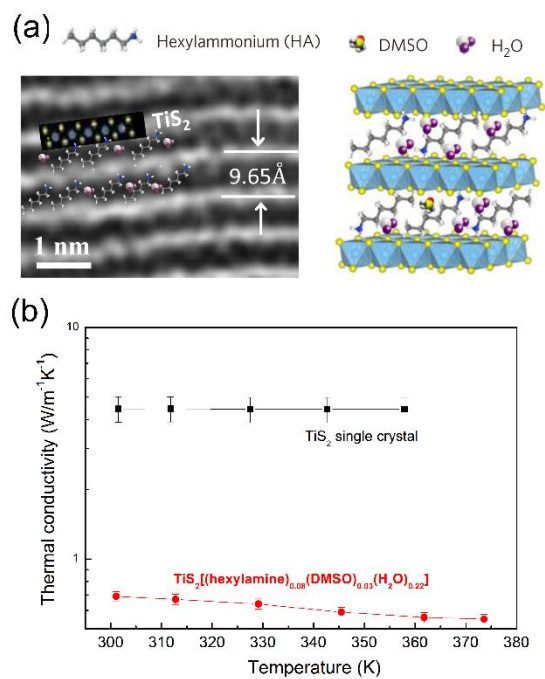 (a)
Hexylammonium (HA)
DMSO
H₂O
TiS₂
9.65Å
1 nm
(b)
Thermal conductivity (W/m⁻¹K⁻¹)
10
1
TiS₂ single crystal
TiS₂[(hexylamine)₀.₀₈(DMSO)₀.₀₃(H₂O)₀.₂₂]
300 310 320 330 340 350 360 370 380
Temperature (K)